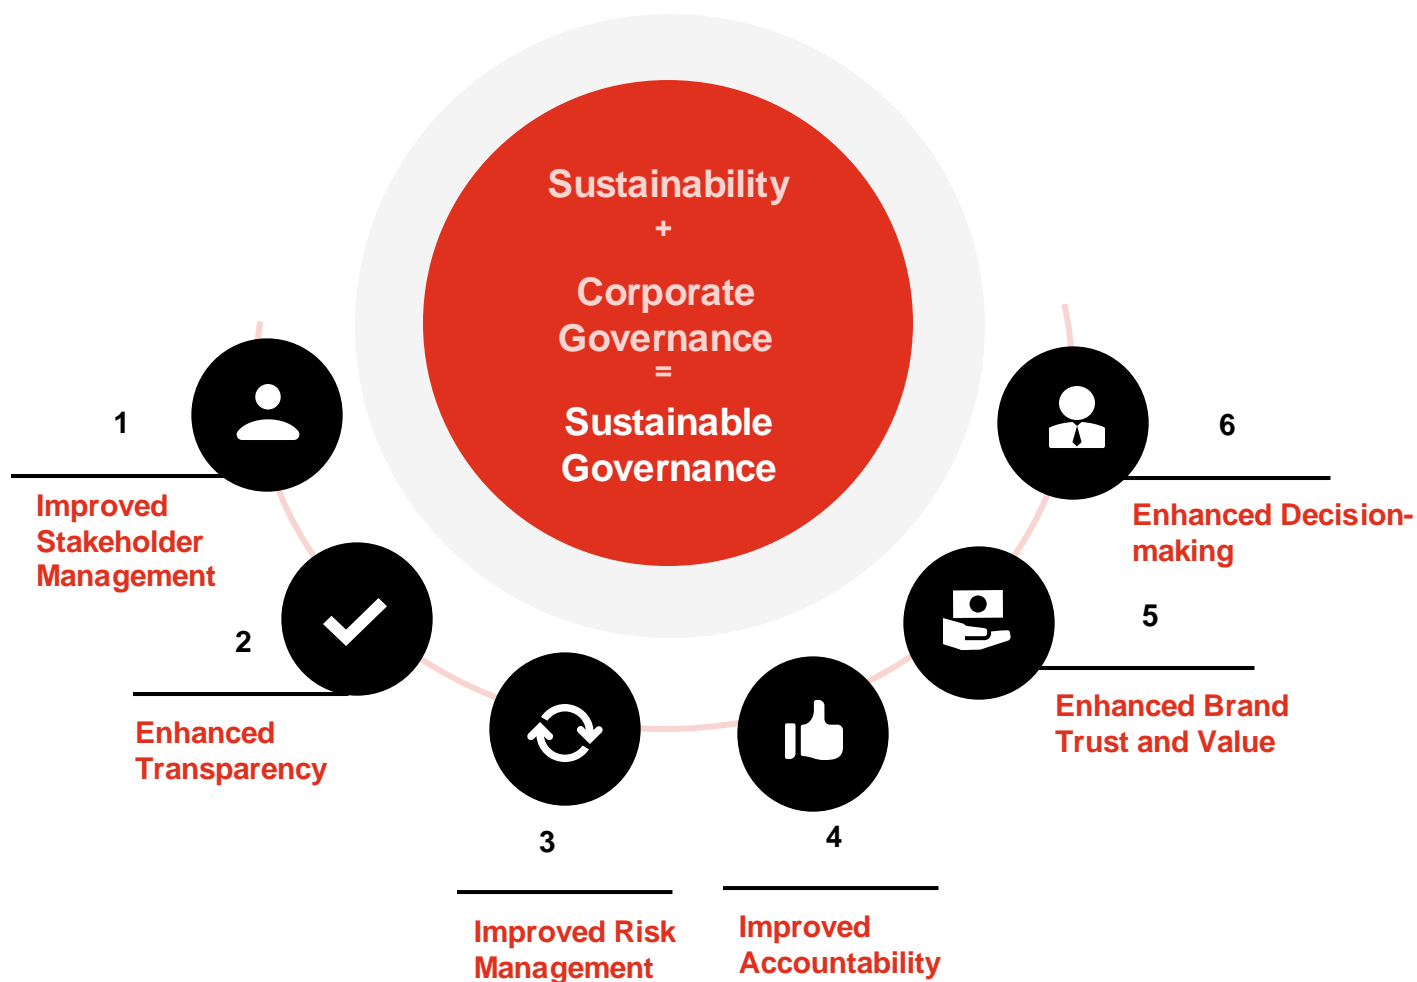 Sustainability
+
Corporate
Governance
=
Sustainable
Governance
1
Improved
Stakeholder
Management
2
Enhanced
Transparency
3
Improved Risk
Management
4
Improved
Accountability
5
Enhanced Brand
Trust and Value
6
Enhanced Decision-
making